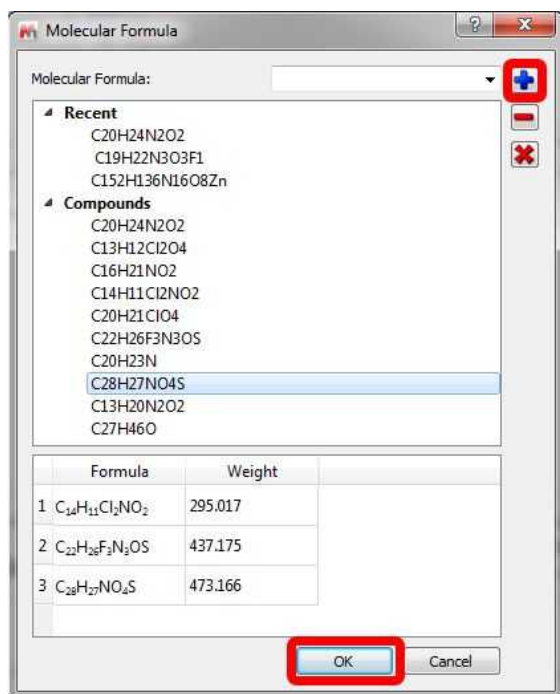 Molecular Formula
Molecular Formula:
Recent
C20H24N2O2
C19H22N3O3F1
C152H136N16O8Zn
Compounds
C20H24N2O2
C13H12Cl2O4
C16H21NO2
C14H11Cl2NO2
C20H21ClO4
C22H26F3N3OS
C20H23N
C28H27NO4S
C13H20N2O2
C27H46O
Formula Weight
1 C₁₄H₁₁Cl₂NO₂ 295.017
2 C₂₂H₂₆F₃N₃OS 437.175
3 C₂₈H₂₇NO₄S 473.166
OK Cancel